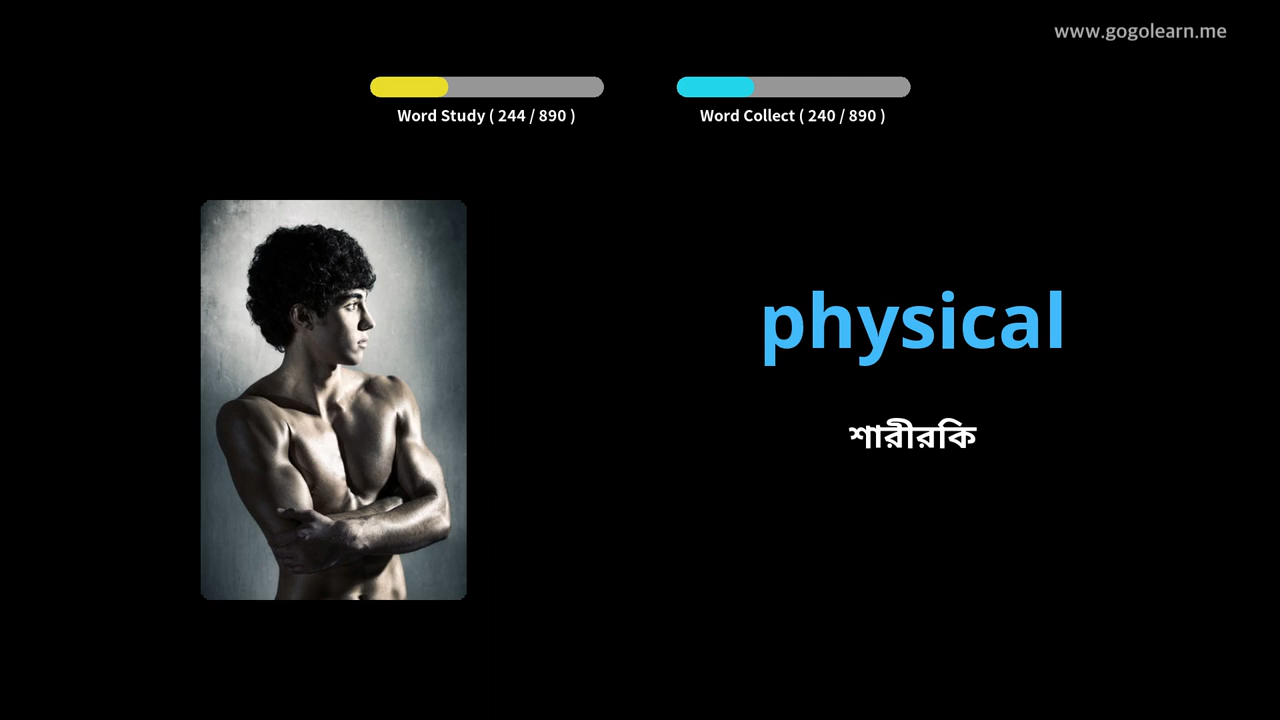 www.gogolearn.me
Word Study ( 244 / 890 )
Word Collect ( 240 / 890 )
physical
শারীরকি